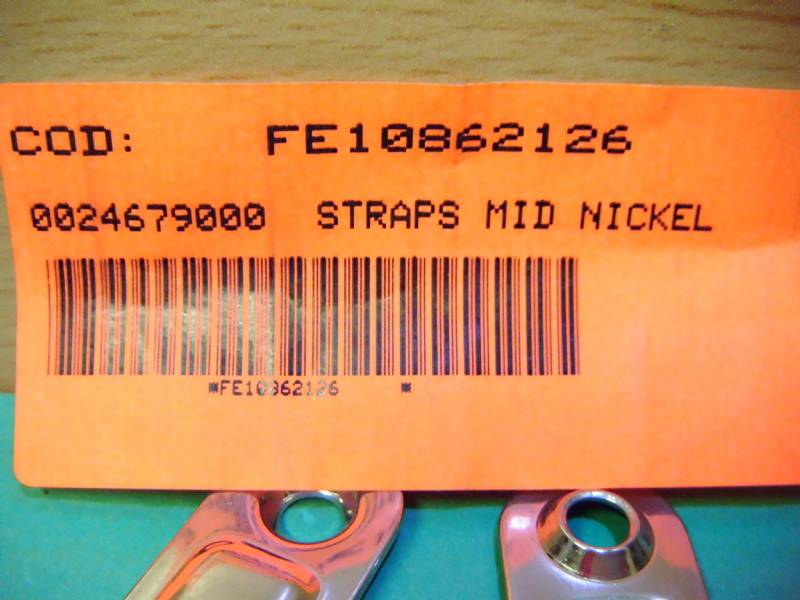 COD: FE10862126
0024679000 STRAPS MID NICKEL
*FE10862126 *